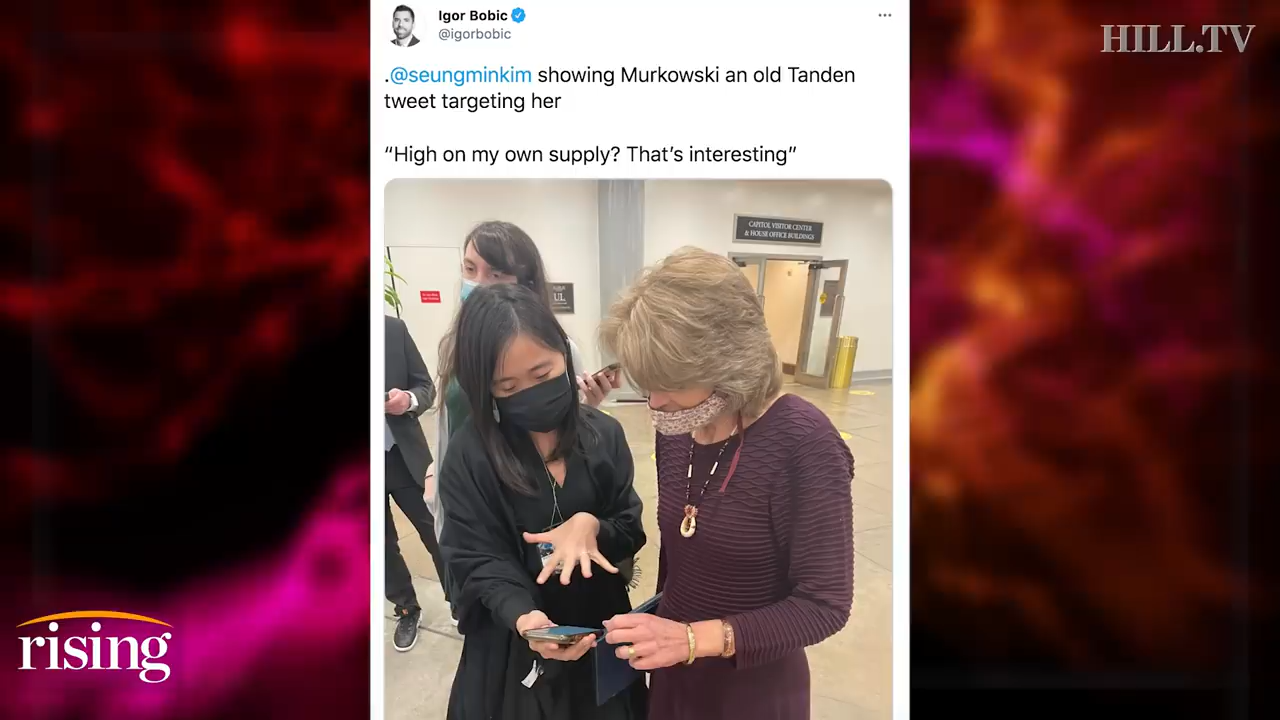 Igor Bobic
@igorbobic
HILL.TV
.@seungminkim showing Murkowski an old Tanden
tweet targeting her
“High on my own supply? That’s interesting”
CAPITOL VISITOR CENTER
& HOUSE OFFICE BUILDINGS
UL
rising